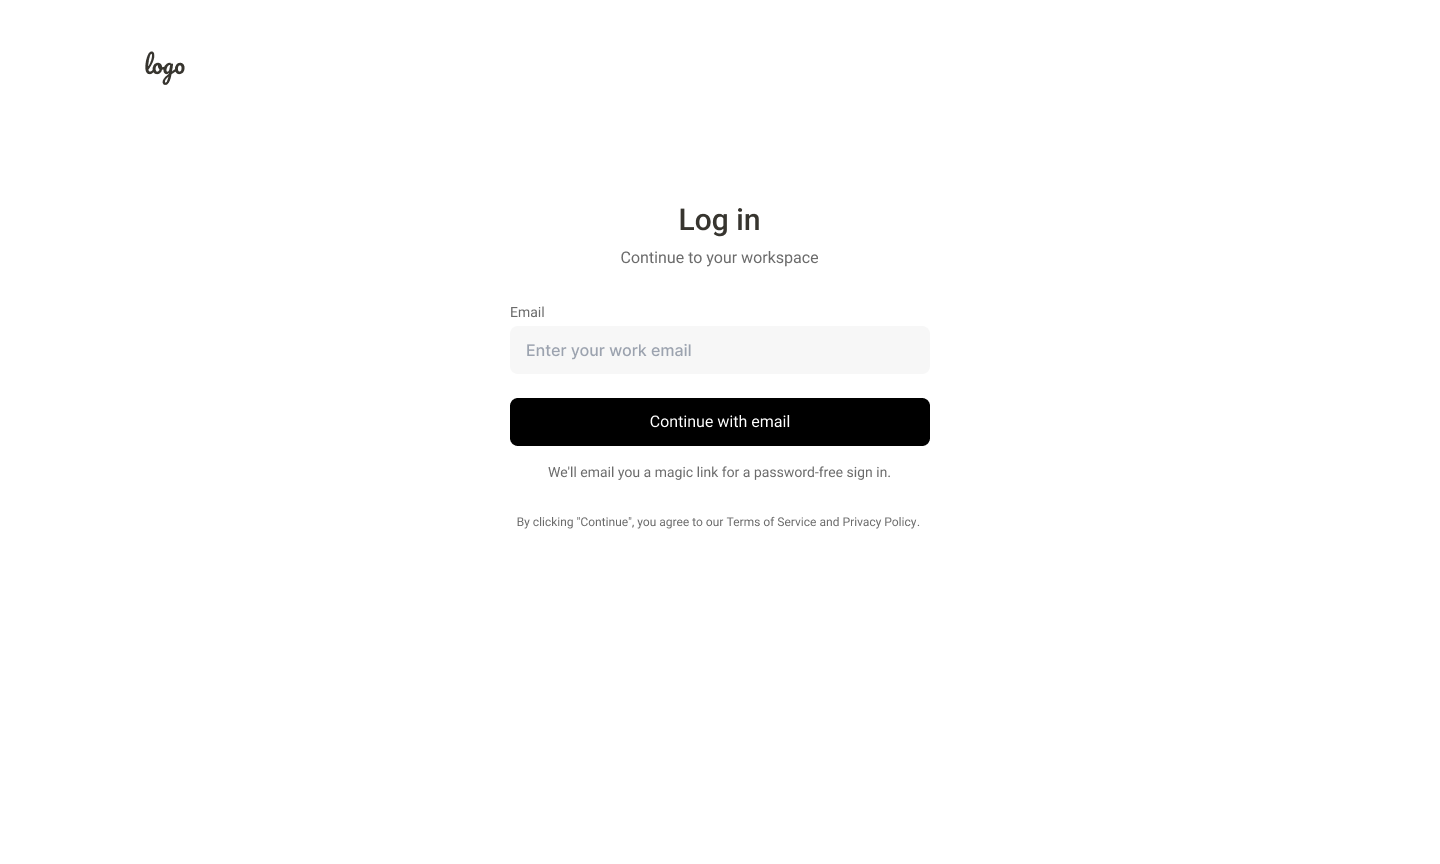 logo
Log in
Continue to your workspace
Email
Enter your work email
Continue with email
We'll email you a magic link for a password-free sign in.
By clicking "Continue", you agree to our Terms of Service and Privacy Policy.